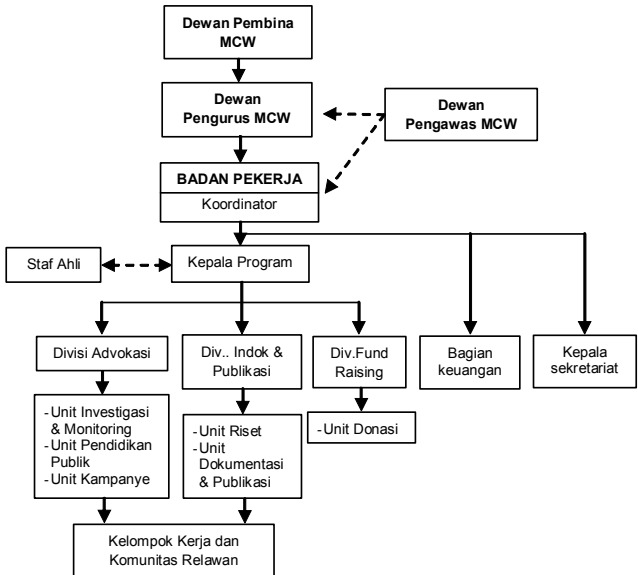 Dewan Pembina
MCW
Dewan
Pengurus MCW
Dewan
Pengawas MCW
BADAN PEKERJA
Koordinator
Staf Ahli
Kepala Program
Divisi Advokasi
Div.. Indok &
Publikasi
Div.Fund
Raising
Bagian
keuangan
Kepala
sekretariat
-Unit Investigasi
& Monitoring
-Unit Pendidikan
Publik
-Unit Kampanye
-Unit Riset
-Unit
Dokumentasi
& Publikasi
-Unit Donasi
Kelompok Kerja dan
Komunitas Relawan